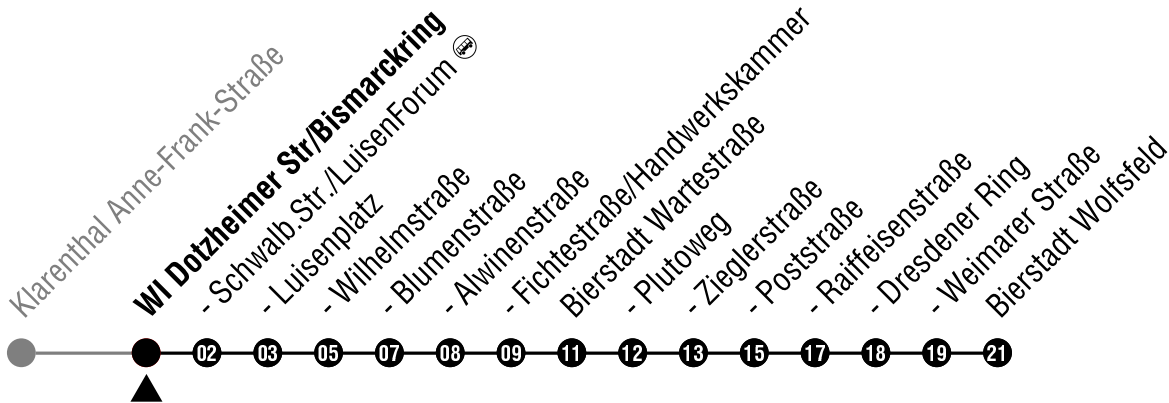 Klarenthal Anne-Frank-Straße
WI Dotzheimer Str/Bismarckring
- Schwalb.Str./LuisenForum
- Luisenplatz
- Wilhelmstraße
- Blumenstraße
- Alwinenstraße
- Fichtestraße/Handwerkskammer
Bierstadt Wartestraße
- Plutoweg
- Zieglerstraße
- Poststraße
- Raiffeisenstraße
- Dresdener Ring
- Weimarer Straße
Bierstadt Wolfsfeld
02 03 05 07 08 09 11 12 13 15 17 18 19 21